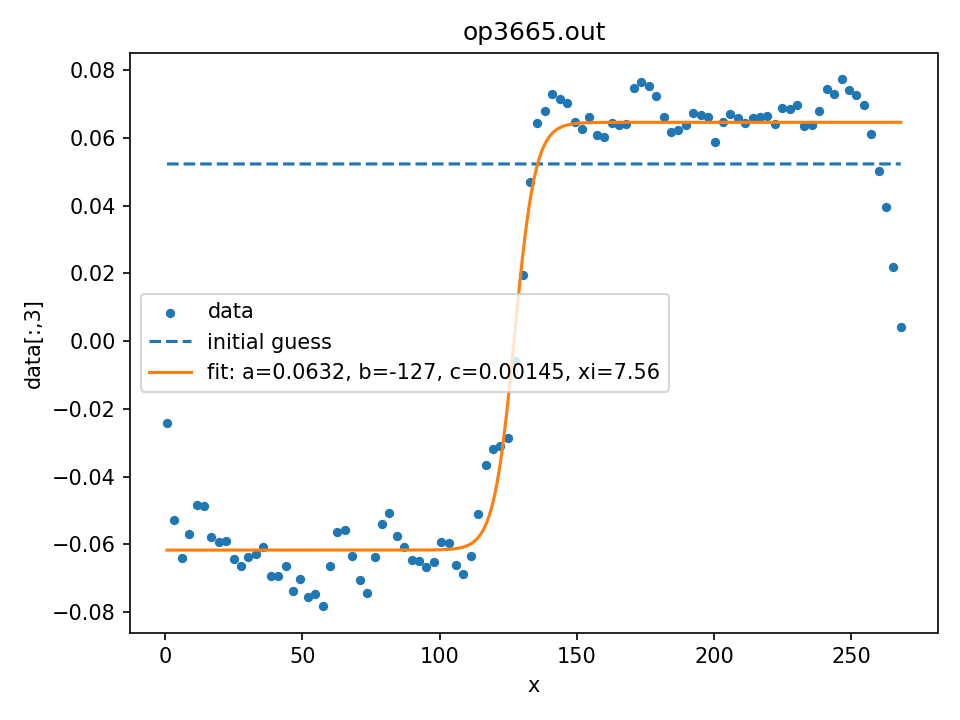 op3665.out
0.08
0.06
0.04
0.02
0.00
−0.02
−0.04
−0.06
−0.08
data[:,3]
data
initial guess
fit: a=0.0632, b=-127, c=0.00145, xi=7.56
0 50 100 150 200 250
x